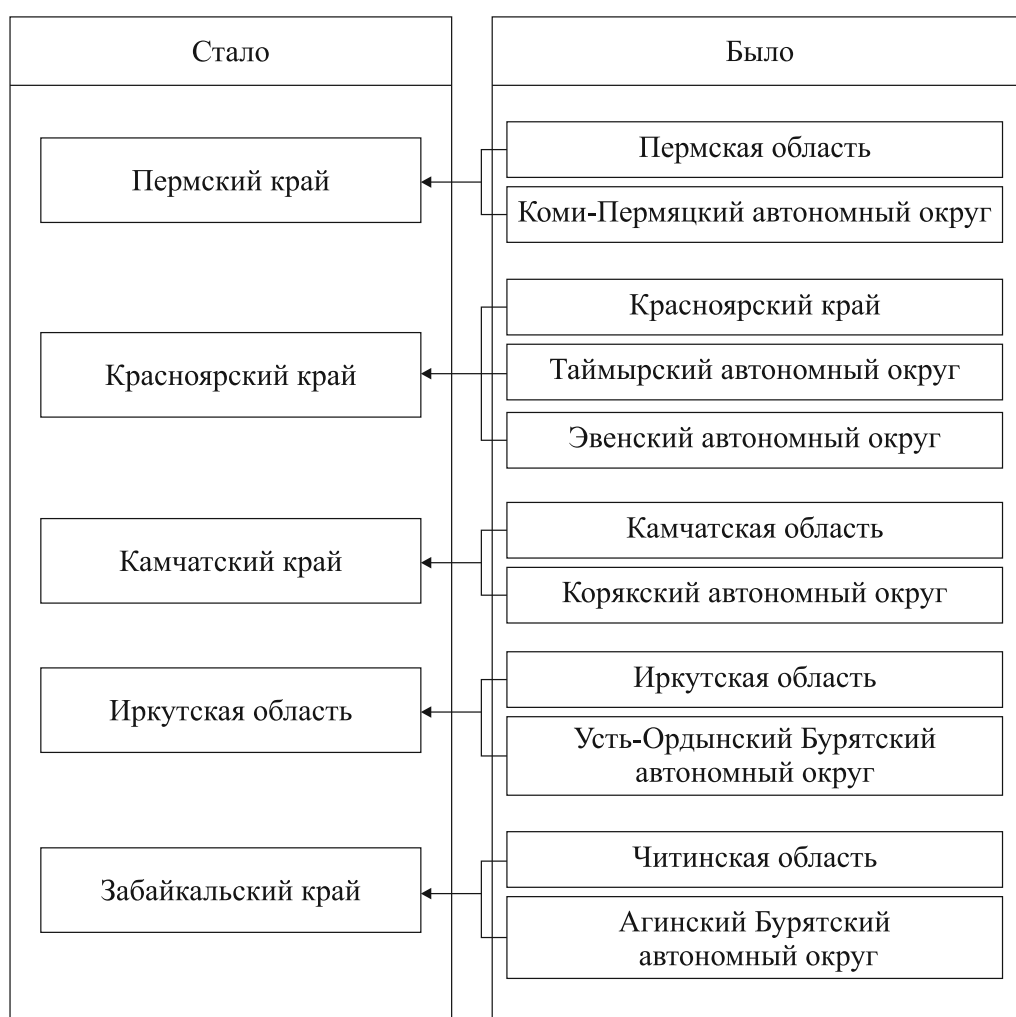 Стало
Было
Пермский край
Пермская область
Коми-Пермяцкий автономный округ
Красноярский край
Красноярский край
Таймырский автономный округ
Эвенский автономный округ
Камчатский край
Камчатская область
Корякский автономный округ
Иркутская область
Иркутская область
Усть-Ордынский Бурятский
автономный округ
Забайкальский край
Читинская область
Агинский Бурятский
автономный округ